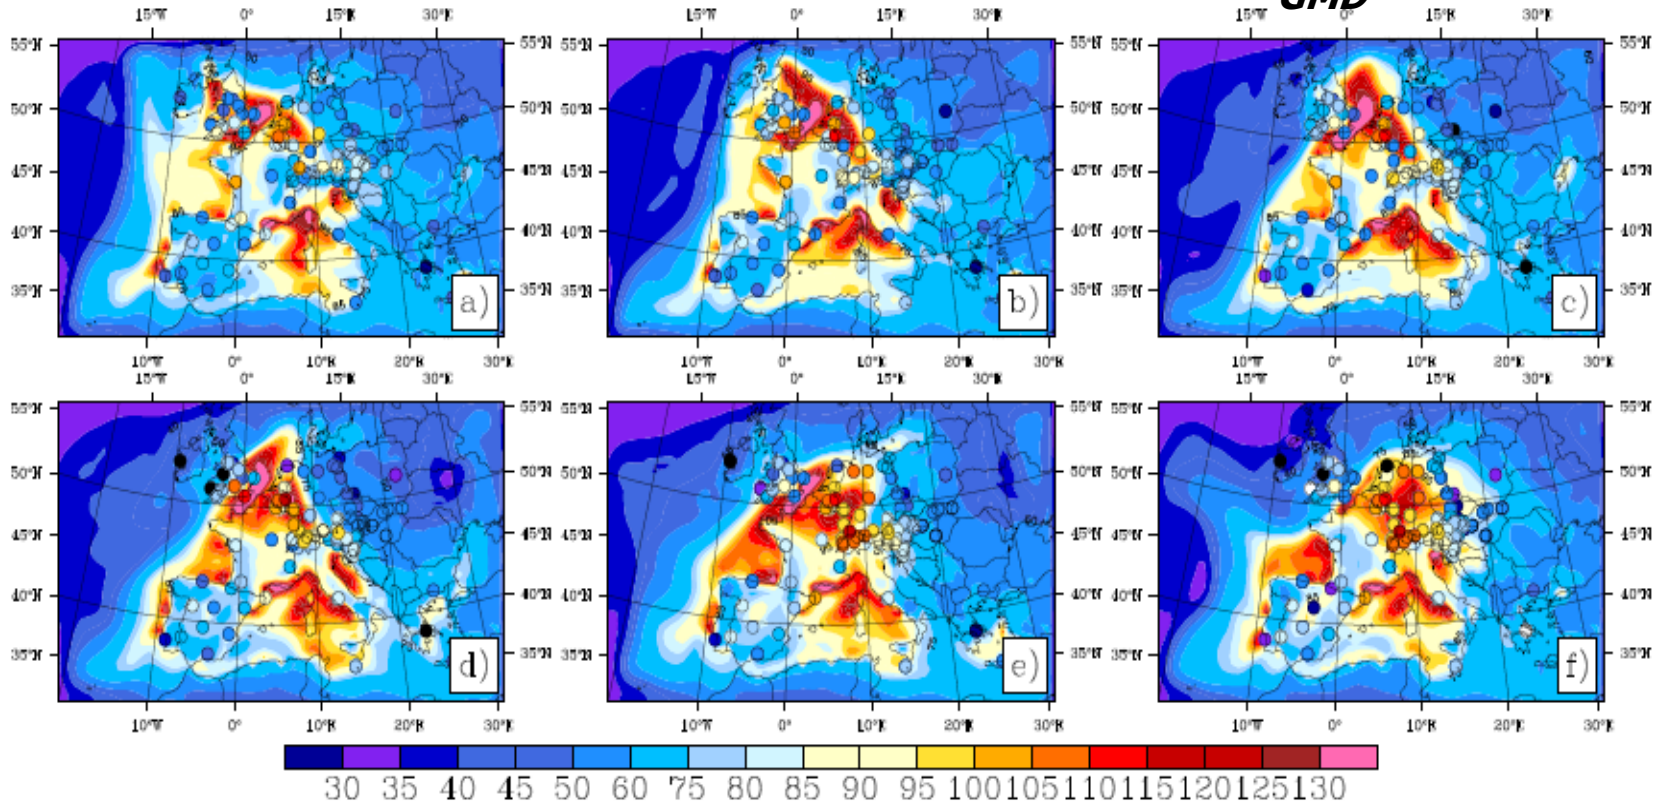 GMD
15°W 0° 15°E 30°E 15°W 0° 15°E 30°E 15°W 0° 15°E 30°E
55°N 55°N 55°N 55°N 55°N 55°N
50°N 50°N 50°N 50°N 50°N 50°N
45°N 45°N 45°N 45°N 45°N 45°N
40°N 40°N 40°N 40°N 40°N 40°N
35°N a) 35°N 35°N b) 35°N 35°N c) 35°N
10°W 0° 10°E 20°E 30°E 10°W 0° 10°E 20°E 30°E 10°W 0° 10°E 20°E 30°E
15°W 0° 15°E 30°E 15°W 0° 15°E 30°E 15°W 0° 15°E 30°E
55°N 55°N 55°N 55°N 55°N 55°N
50°N 50°N 50°N 50°N 50°N 50°N
45°N 45°N 45°N 45°N 45°N 45°N
40°N 40°N 40°N 40°N 40°N 40°N
35°N d) 35°N 35°N e) 35°N 35°N f) 35°N
10°W 0° 10°E 20°E 30°E 10°W 0° 10°E 20°E 30°E 10°W 0° 10°E 20°E 30°E
30 35 40 45 50 60 75 80 85 90 95 100 105 110 115 120 125 130